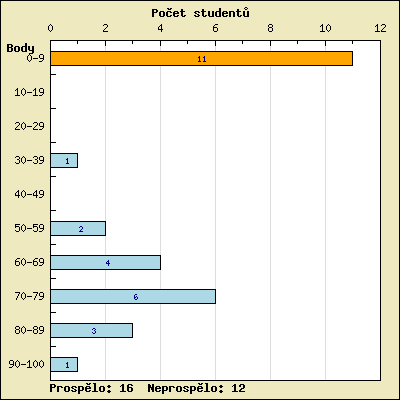 Počet studentů
0 2 4 6 8 10 12
Body
0-9 11
10-19
20-29
30-39 1
40-49
50-59 2
60-69 4
70-79 6
80-89 3
90-100 1
Prospělo: 16 Neprospělo: 12